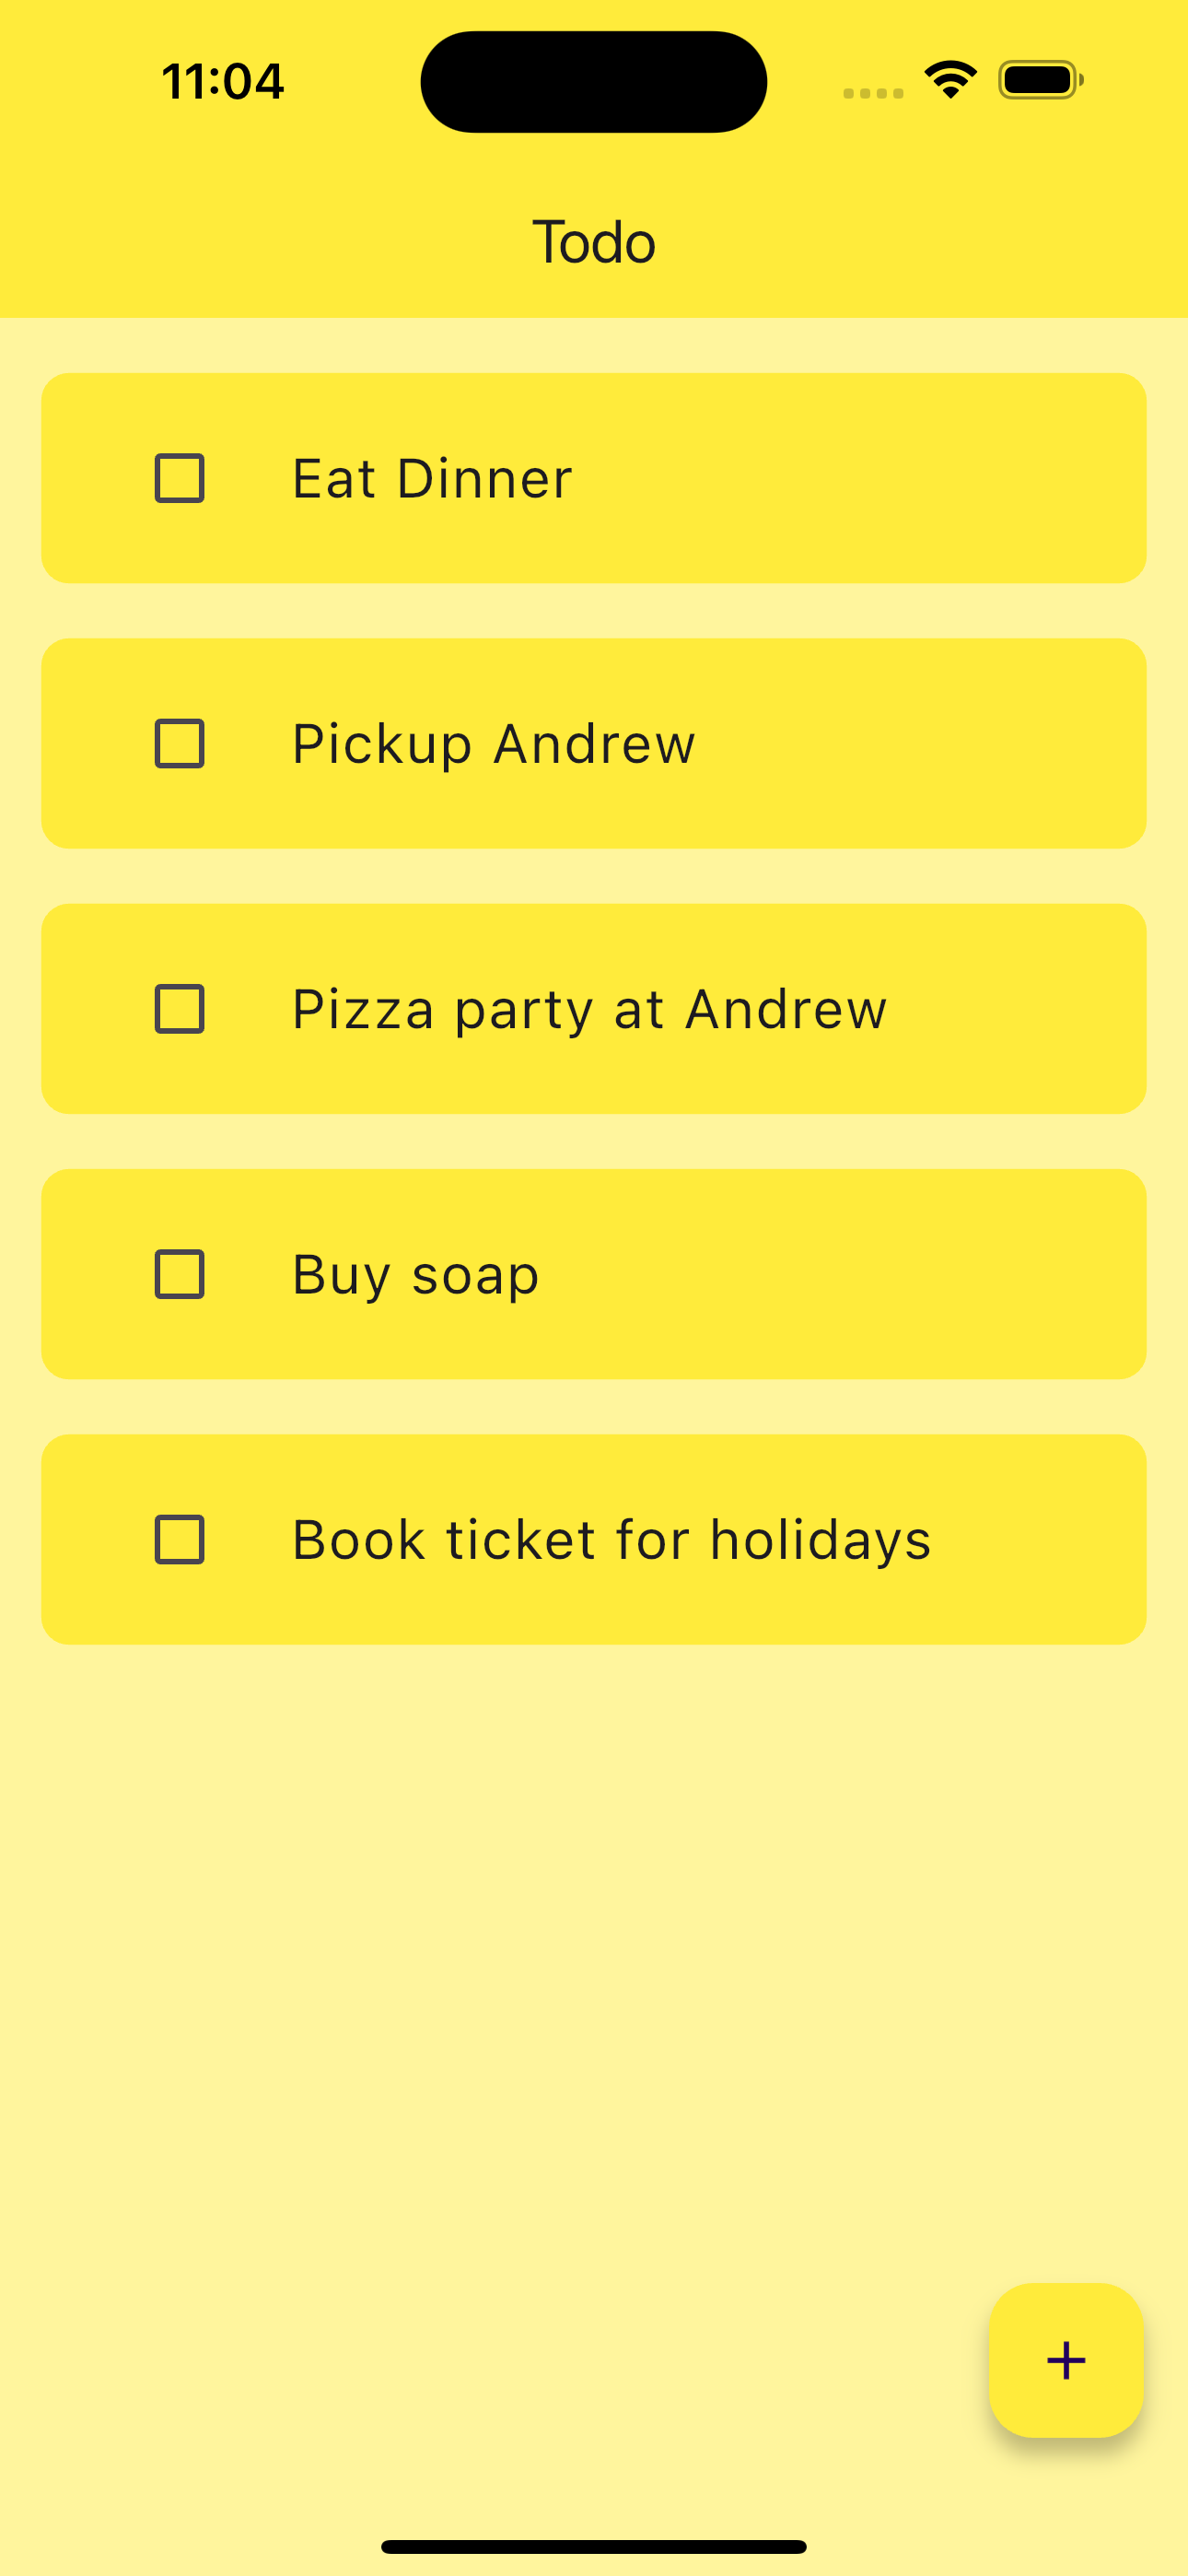 11:04
Todo
Eat Dinner
Pickup Andrew
Pizza party at Andrew
Buy soap
Book ticket for holidays
+